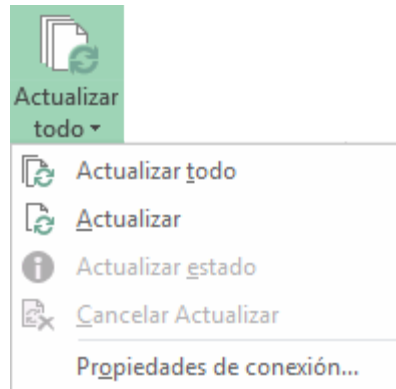 Actualizar
todo
Actualizar todo
Actualizar
Actualizar estado
Cancelar Actualizar
Propiedades de conexión...